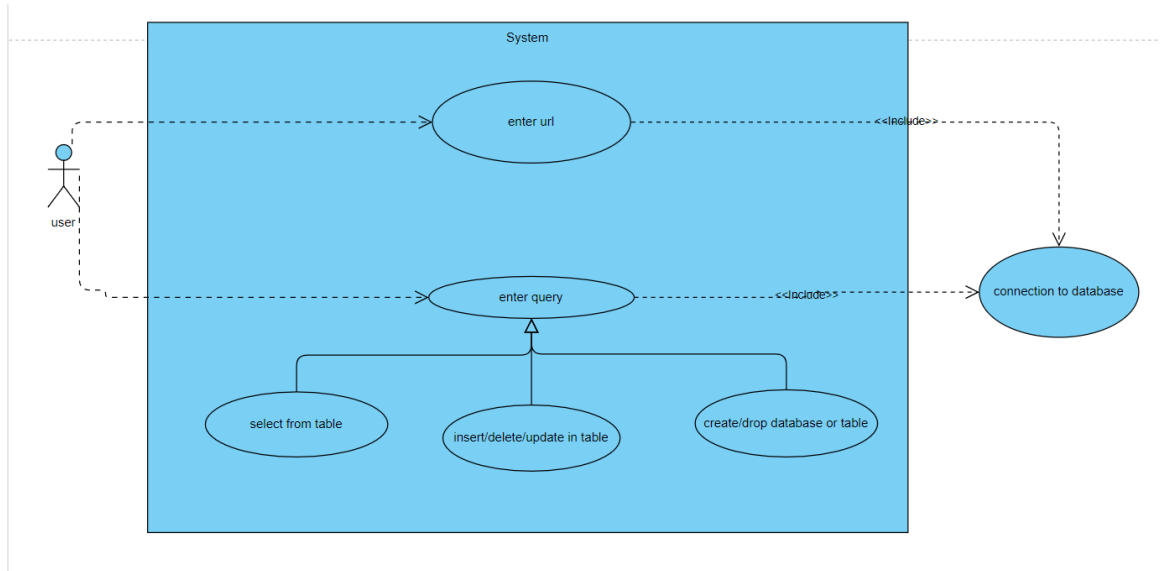 System
enter url
<<Include>>
user
connection to database
enter query
<<Include>>
select from table
insert/delete/update in table
create/drop database or table